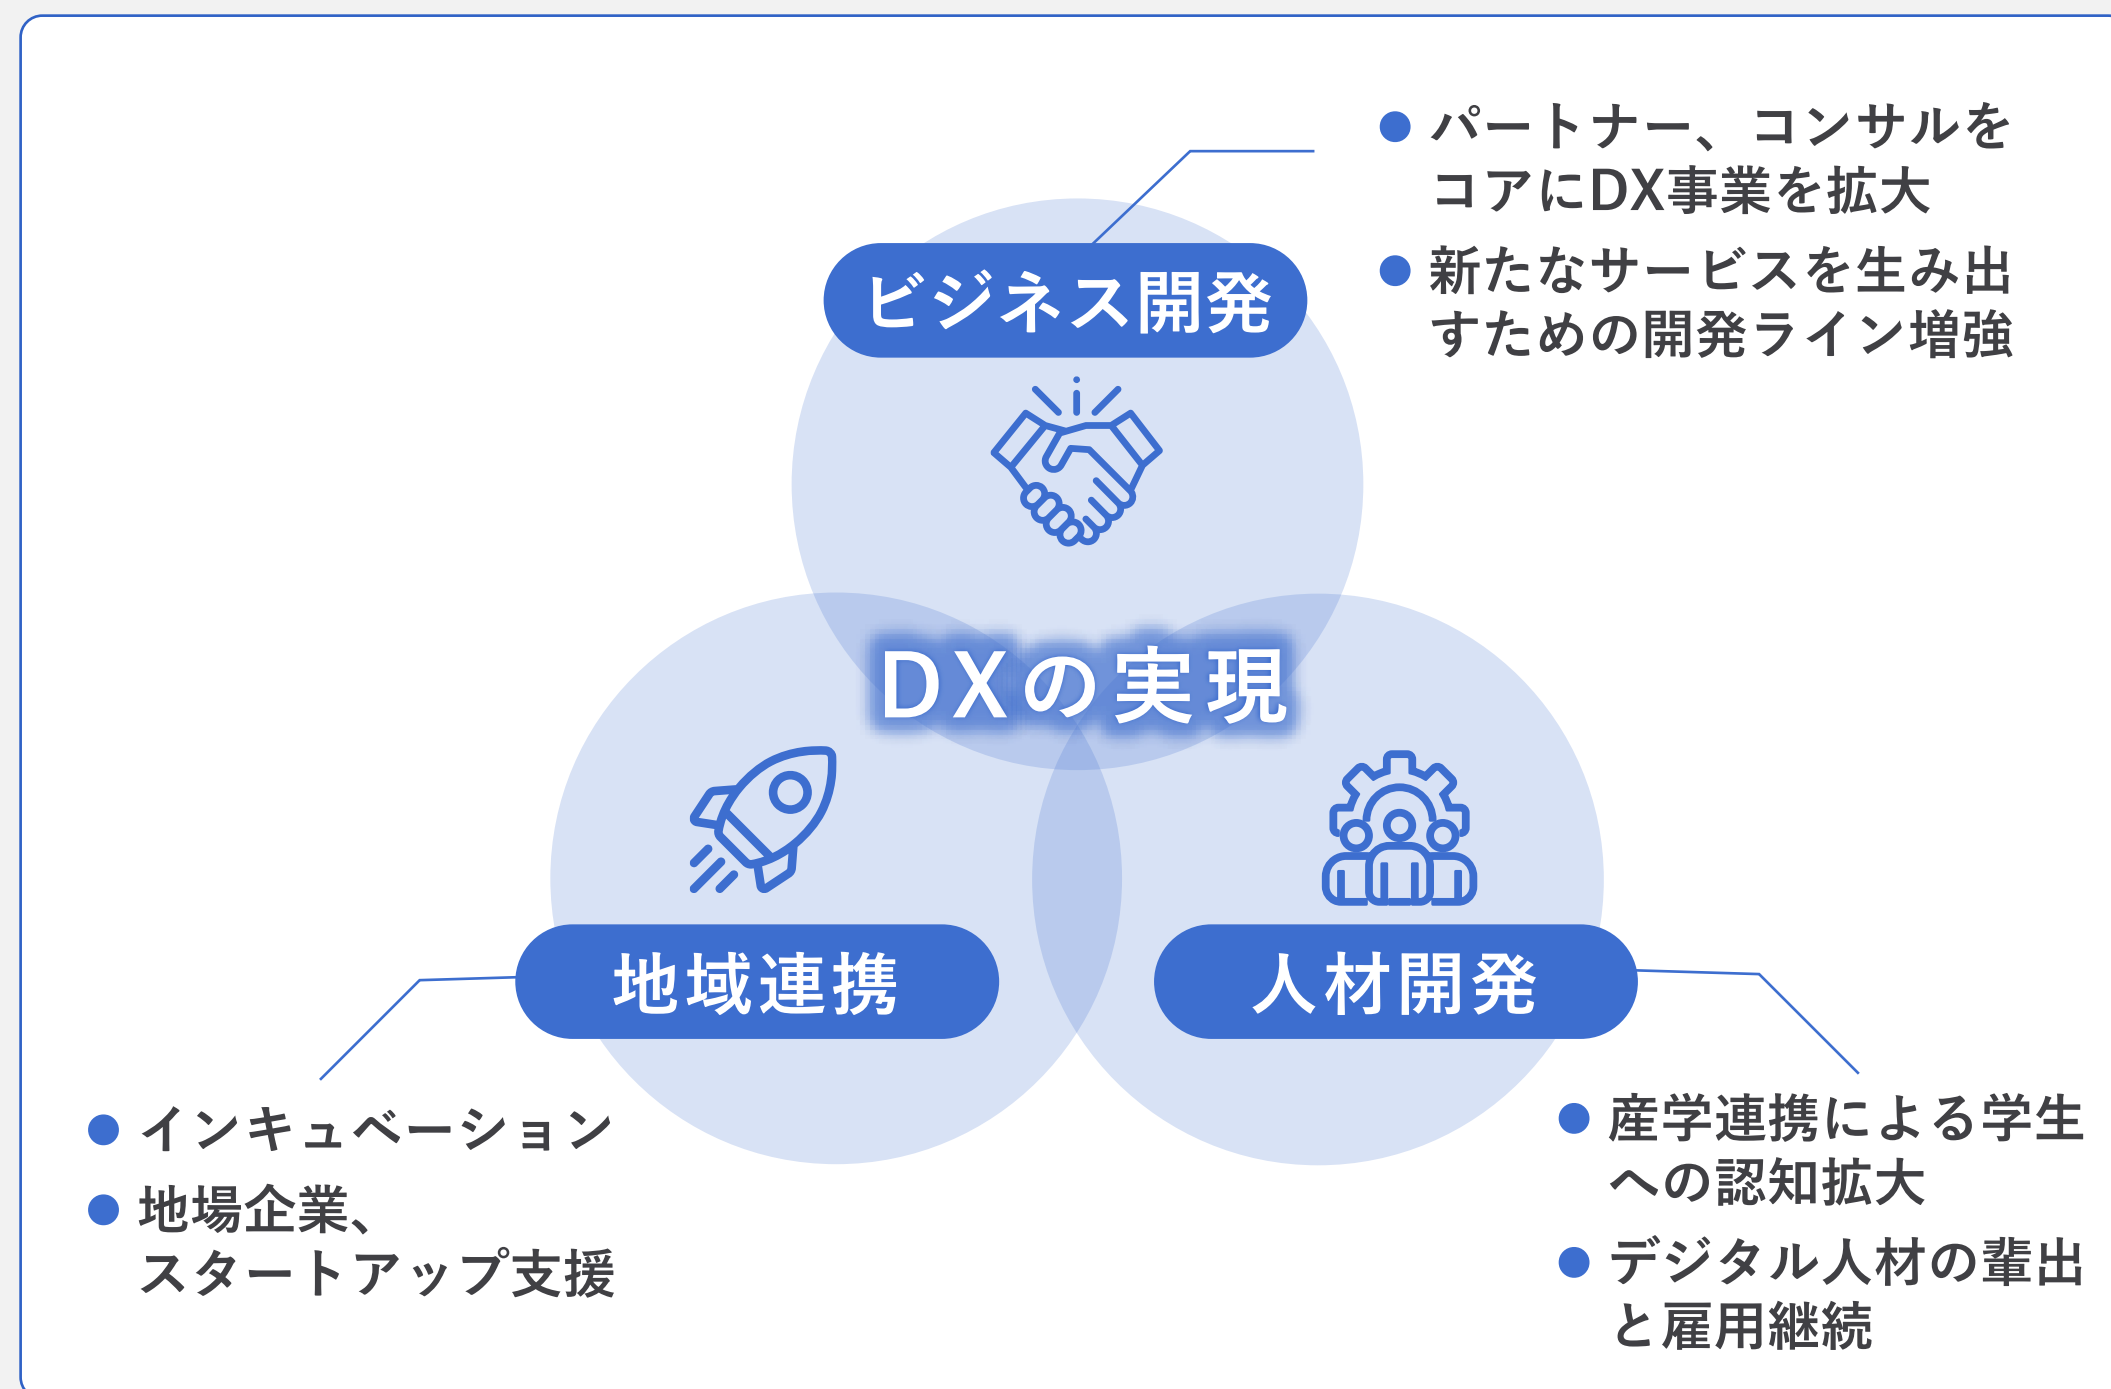 パートナー、コンサルを
コアにDX事業を拡大
新たなサービスを生み出
すための開発ライン増強
ビジネス開発
DXの実現
地域連携
人材開発
インキュベーション
地場企業、
スタートアップ支援
産学連携による学生
への認知拡大
デジタル人材の輩出
と雇用継続